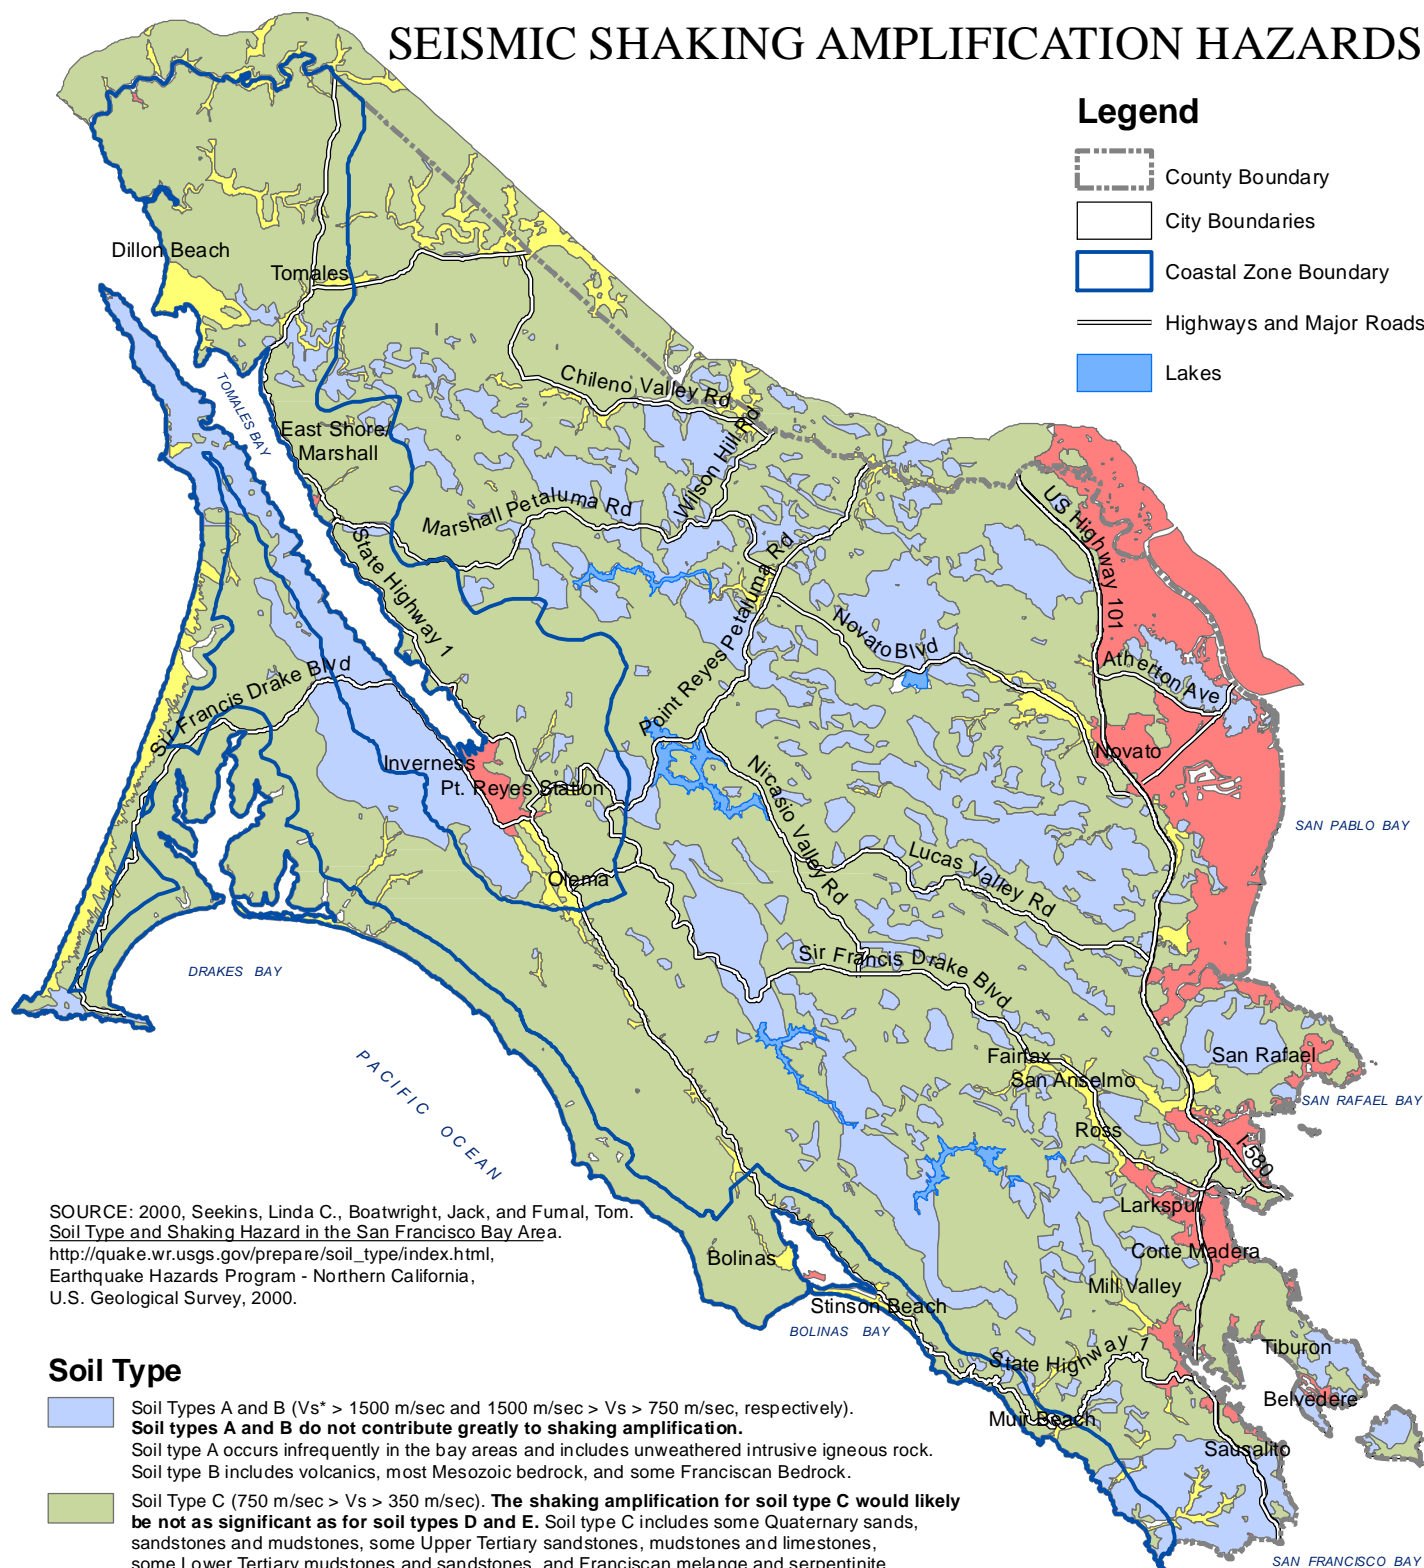 SEISMIC SHAKING AMPLIFICATION HAZARDS
Legend
County Boundary
City Boundaries
Coastal Zone Boundary
Highways and Major Roads
Lakes
Dillon Beach
Tomales
TOMALES BAY
Chileno Valley Rd
East Shore/
Marshall
Wilson Hill Rd
Marshall Petaluma Rd
US Highway 101
State Highway 1
Point Reyes Petaluma Rd
Novato Blvd
Atherton Ave
Sir Francis Drake Blvd
Novato
Inverness
Pt. Reyes Station
Nicasio Valley Rd
SAN PABLO BAY
Lucas Valley Rd
Olema
Sir Francis Drake Blvd
DRAKES BAY
PACIFIC OCEAN
Fairfax
San Rafael
San Anselmo
SAN RAFAEL BAY
Ross
I-580
Larkspur
Corte Madera
Bolinas
Mill Valley
Stinson Beach
BOLINAS BAY
State Highway 1
Tiburon
Belvedere
Muir Beach
Sausalito
SAN FRANCISCO BAY
SOURCE: 2000, Seekins, Linda C., Boatwright, Jack, and Fumal, Tom.
Soil Type and Shaking Hazard in the San Francisco Bay Area.
http://quake.wr.usgs.gov/prepare/soil_type/index.html,
Earthquake Hazards Program - Northern California,
U.S. Geological Survey, 2000.
Soil Type
Soil Types A and B (Vs* > 1500 m/sec and 1500 m/sec > Vs > 750 m/sec, respectively).
Soil types A and B do not contribute greatly to shaking amplification.
Soil type A occurs infrequently in the bay areas and includes unweathered intrusive igneous rock.
Soil type B includes volcanics, most Mesozoic bedrock, and some Franciscan Bedrock.
Soil Type C (750 m/sec > Vs > 350 m/sec). The shaking amplification for soil type C would likely
be not as significant as for soil types D and E. Soil type C includes some Quaternary sands,
sandstones and mudstones, some Upper Tertiary sandstones, mudstones and limestones,
some Lower Tertiary mudstones and sandstones, and Franciscan melange and serpentinite